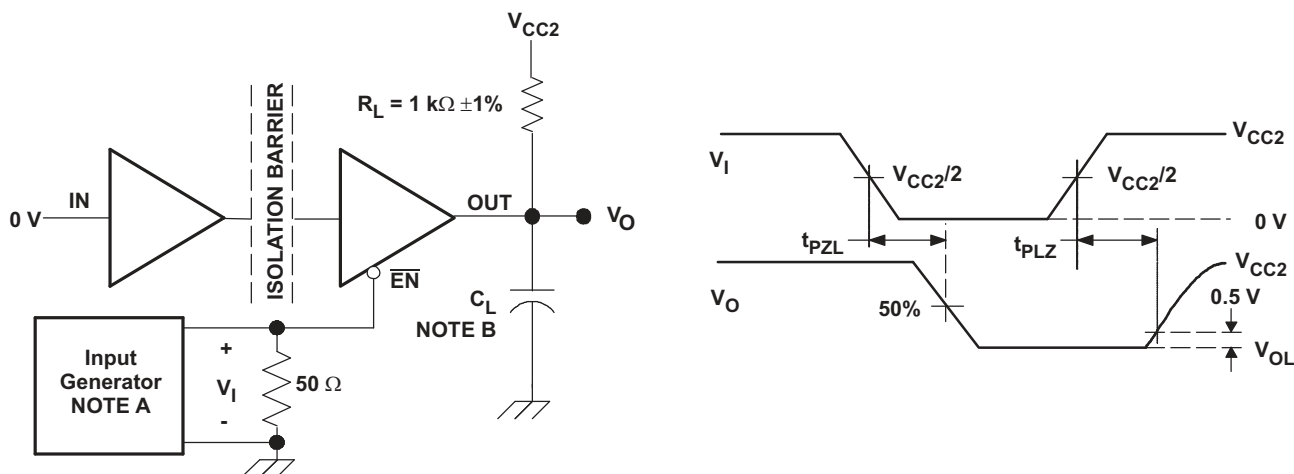 V_CC2
R_L = 1 kΩ ±1%
ISOLATION BARRIER
IN
0 V
OUT
V_O
EN
C_L
NOTE B
Input
Generator
NOTE A
+
V_I
-
50 Ω
V_I
V_CC2/2
V_CC2/2
V_CC2
0 V
t_PZL
t_PLZ
V_O
50%
V_CC2
0.5 V
V_OL